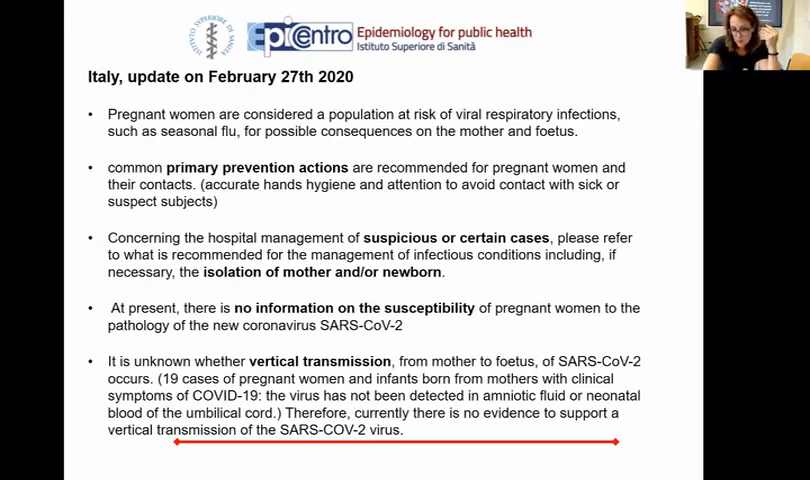 ISTITUTO SUPERIORE DI SANITÀ
EpiCentro
Epidemiology for public health
Istituto Superiore di Sanità
Italy, update on February 27th 2020
• Pregnant women are considered a population at risk of viral respiratory infections,
such as seasonal flu, for possible consequences on the mother and foetus.
• common primary prevention actions are recommended for pregnant women and
their contacts. (accurate hands hygiene and attention to avoid contact with sick or
suspect subjects)
• Concerning the hospital management of suspicious or certain cases, please refer
to what is recommended for the management of infectious conditions including, if
necessary, the isolation of mother and/or newborn.
• At present, there is no information on the susceptibility of pregnant women to the
pathology of the new coronavirus SARS-CoV-2
• It is unknown whether vertical transmission, from mother to foetus, of SARS-CoV-2
occurs. (19 cases of pregnant women and infants born from mothers with clinical
symptoms of COVID-19: the virus has not been detected in amniotic fluid or neonatal
blood of the umbilical cord.) Therefore, currently there is no evidence to support a
vertical transmission of the SARS-COV-2 virus.